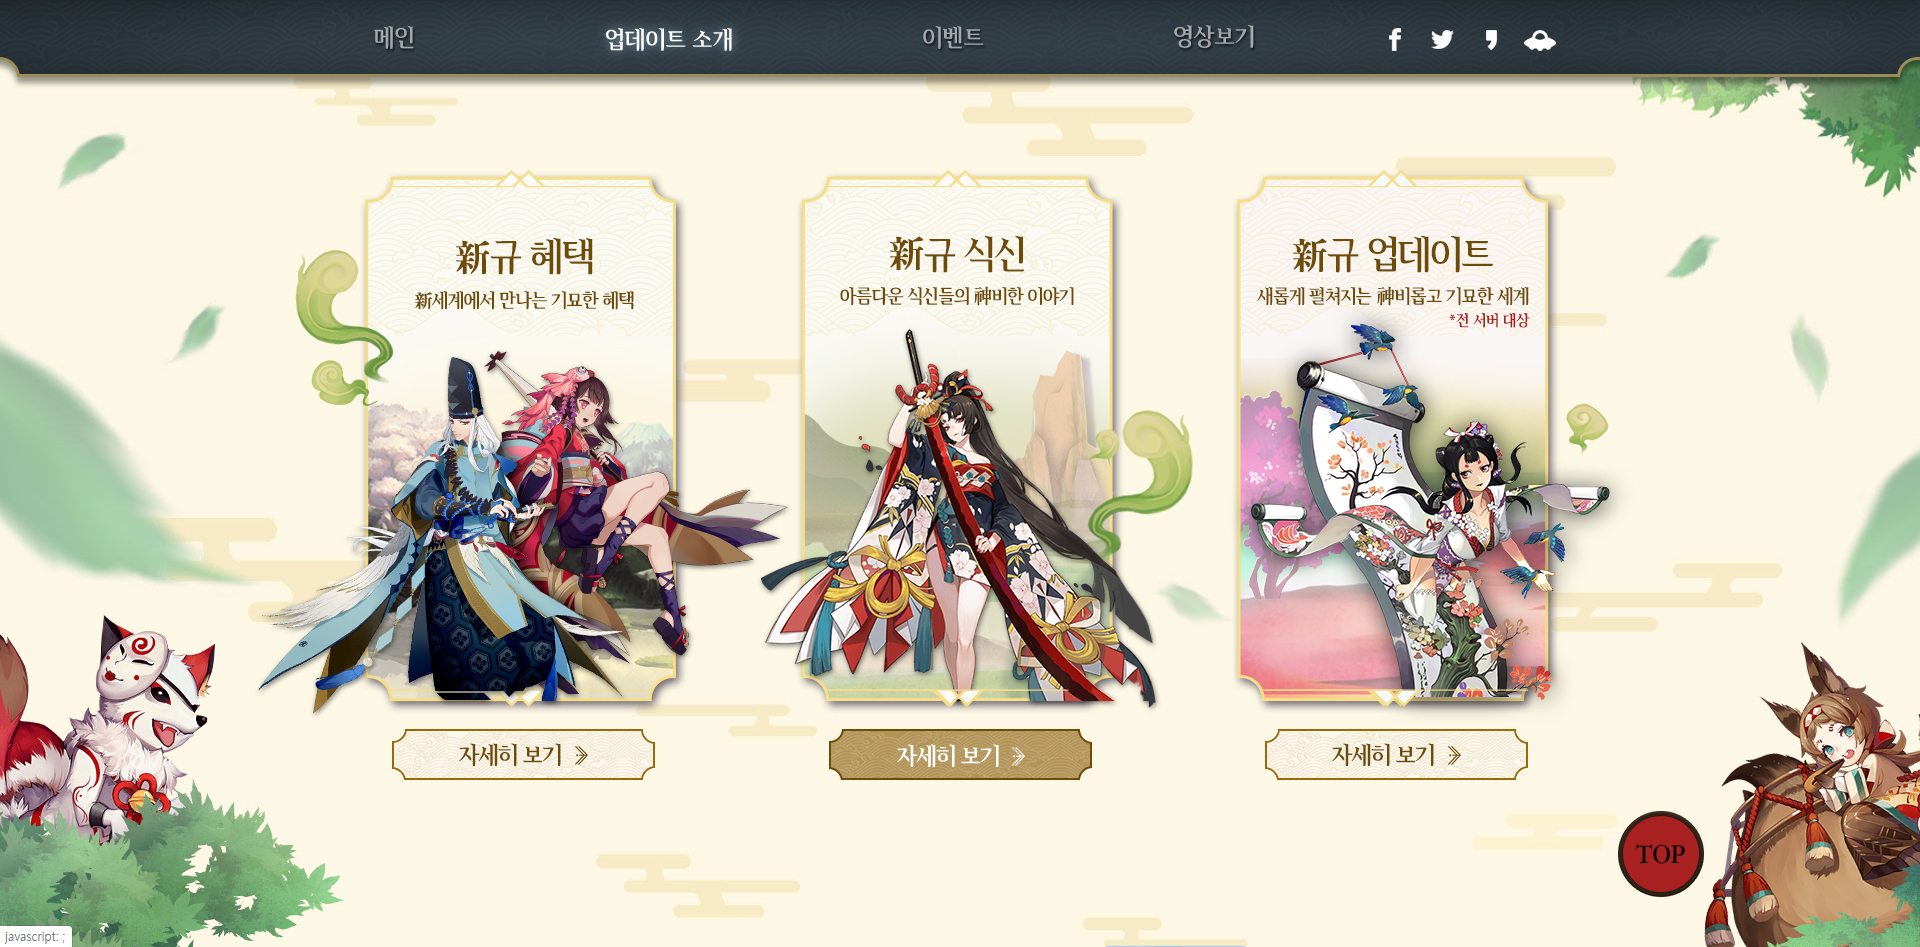 메인
업데이트 소개
이벤트
영상보기
新규 혜택
新세계에서 만나는 기묘한 혜택
자세히 보기
新규 식신
아름다운 식신들의 神비한 이야기
자세히 보기
新규 업데이트
새롭게 펼쳐지는 神비롭고 기묘한 세계
*전 서버 대상
자세히 보기
TOP
javascript: ;